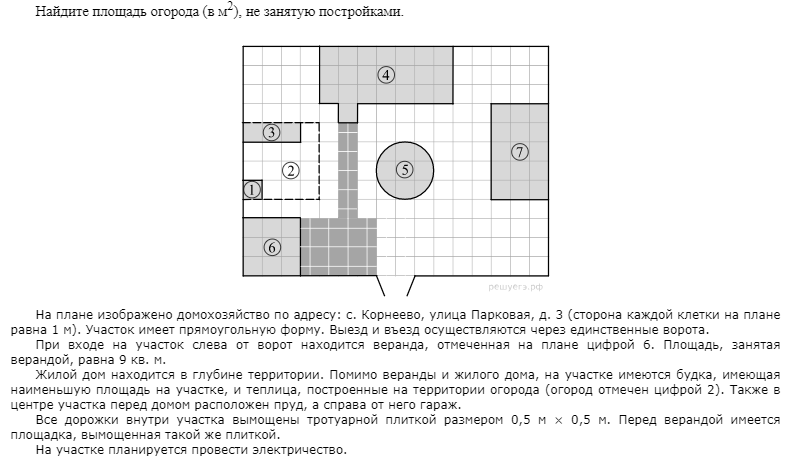 Найдите площадь огорода (в м²), не занятую постройками.
4
3
7
2
5
1
6
решуегэ.рф
На плане изображено домохозяйство по адресу: с. Корнеево, улица Парковая, д. 3 (сторона каждой клетки на плане
равна 1 м). Участок имеет прямоугольную форму. Выезд и въезд осуществляются через единственные ворота.
При входе на участок слева от ворот находится веранда, отмеченная на плане цифрой 6. Площадь, занятая
верандой, равна 9 кв. м.
Жилой дом находится в глубине территории. Помимо веранды и жилого дома, на участке имеются будка, имеющая
наименьшую площадь на участке, и теплица, построенные на территории огорода (огород отмечен цифрой 2). Также в
центре участка перед домом расположен пруд, а справа от него гараж.
Все дорожки внутри участка вымощены тротуарной плиткой размером 0,5 м × 0,5 м. Перед верандой имеется
площадка, вымощенная такой же плиткой.
На участке планируется провести электричество.